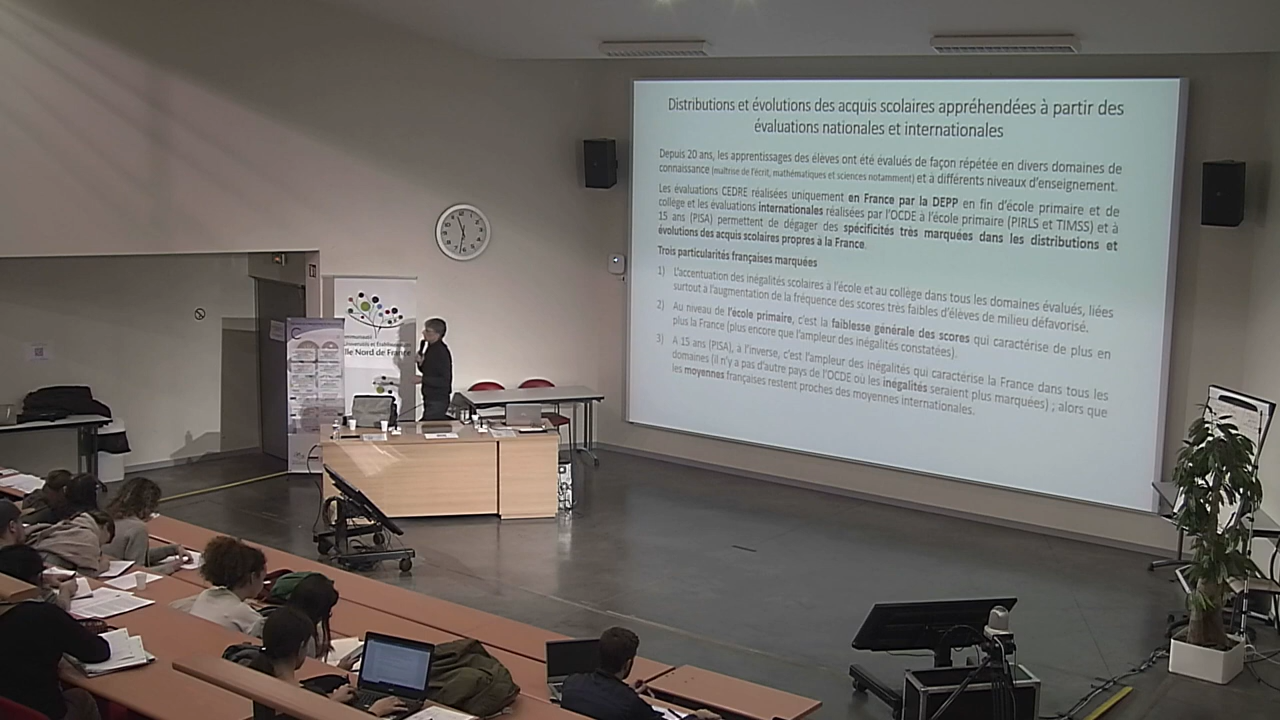 Distributions et évolutions des acquis scolaires appréhendées à partir des
évaluations nationales et internationales
Depuis 20 ans, les apprentissages des élèves ont été évalués de façon répétée en divers domaines de
connaissance (maîtrise de l'écrit, mathématiques et sciences notamment) et à différents niveaux d'enseignement.
Les évaluations CEDRE réalisées uniquement en France par la DEPP en fin d'école primaire et de
collège et les évaluations internationales réalisées par l'OCDE à l'école primaire (PIRLS et TIMSS) et à
15 ans (PISA) permettent de dégager des spécificités très marquées dans les distributions et
évolutions des acquis scolaires propres à la France.
Trois particularités françaises marquées
1) L'accentuation des inégalités scolaires à l'école et au collège dans tous les domaines évalués, liées
surtout à l'augmentation de la fréquence des scores très faibles d'élèves de milieu défavorisé.
2) Au niveau de l'école primaire, c'est la faiblesse générale des scores qui caractérise de plus en
plus la France (plus encore que l'ampleur des inégalités constatées).
3) A 15 ans (PISA), à l'inverse, c'est l'ampleur des inégalités qui caractérise la France dans tous les
domaines (il n'y a pas d'autre pays de l'OCDE où les inégalités seraient plus marquées) ; alors que
les moyennes françaises restent proches des moyennes internationales.
lle Nord de France